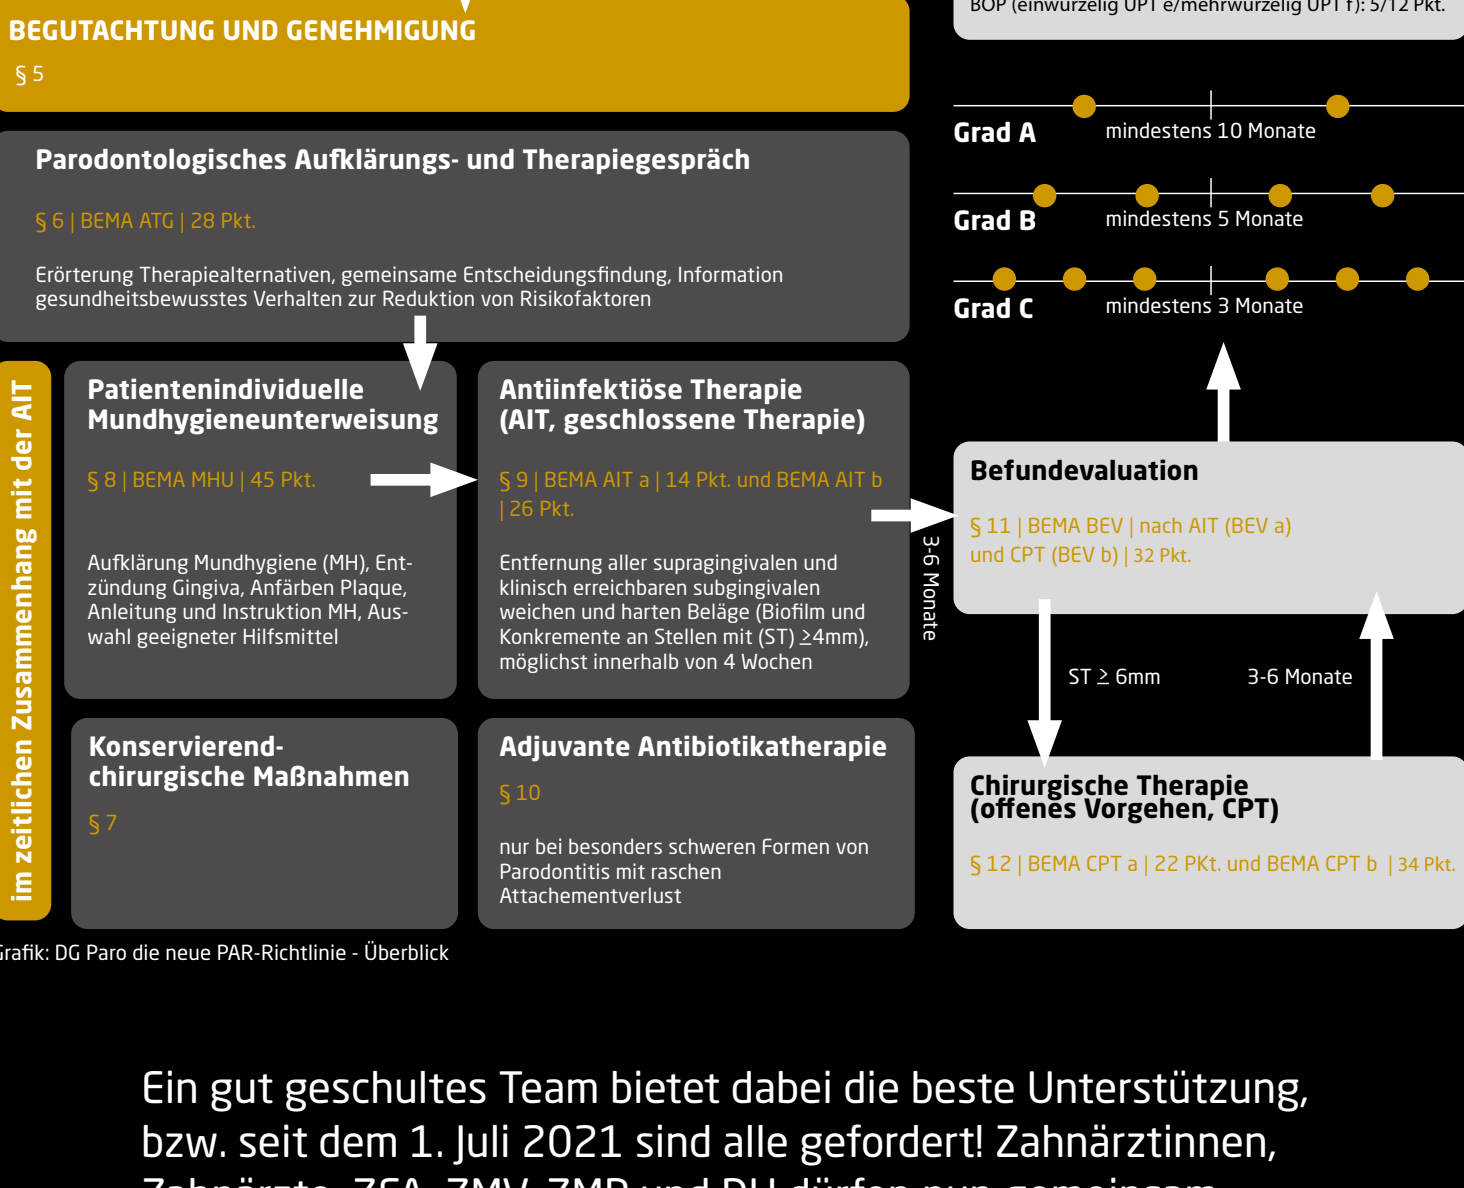 BEGUTACHTUNG UND GENEHMIGUNG
§ 5
Parodontologisches Aufklärungs- und Therapiegespräch
§ 6 | BEMA ATG | 28 Pkt.
Erörterung Therapiealternativen, gemeinsame Entscheidungsfindung, Information
gesundheitsbewusstes Verhalten zur Reduktion von Risikofaktoren
im zeitlichen Zusammenhang mit der AIT
Patientenindividuelle
Mundhygieneunterweisung
§ 8 | BEMA MHU | 45 Pkt.
Aufklärung Mundhygiene (MH), Ent-
zündung Gingiva, Anfärben Plaque,
Anleitung und Instruktion MH, Aus-
wahl geeigneter Hilfsmittel
Antiinfektiöse Therapie
(AIT, geschlossene Therapie)
§ 9 | BEMA AIT a | 14 Pkt. und BEMA AIT b
| 26 Pkt.
Entfernung aller supragingivalen und
klinisch erreichbaren subgingivalen
weichen und harten Beläge (Biofilm und
Konkremente an Stellen mit (ST) ≥4mm),
möglichst innerhalb von 4 Wochen
Konservierend-
chirurgische Maßnahmen
§ 7
Adjuvante Antibiotikatherapie
§ 10
nur bei besonders schweren Formen von
Parodontitis mit raschen
Attachementverlust
3-6 Monate
BOP (einwurzelig UPT e/mehrwurzelig UPT f): 5/12 Pkt.
Grad A mindestens 10 Monate
Grad B mindestens 5 Monate
Grad C mindestens 3 Monate
Befundevaluation
§ 11 | BEMA BEV | nach AIT (BEV a)
und CPT (BEV b) | 32 Pkt.
ST ≥ 6mm 3-6 Monate
Chirurgische Therapie
(offenes Vorgehen, CPT)
§ 12 | BEMA CPT a | 22 PKt. und BEMA CPT b | 34 Pkt.
Grafik: DG Paro die neue PAR-Richtlinie - Überblick
Ein gut geschultes Team bietet dabei die beste Unterstützung,
bzw. seit dem 1. Juli 2021 sind alle gefordert! Zahnärztinnen,
Zahnärzte, ZFA, ZMV, ZMP und DH dürfen nun gemeinsam